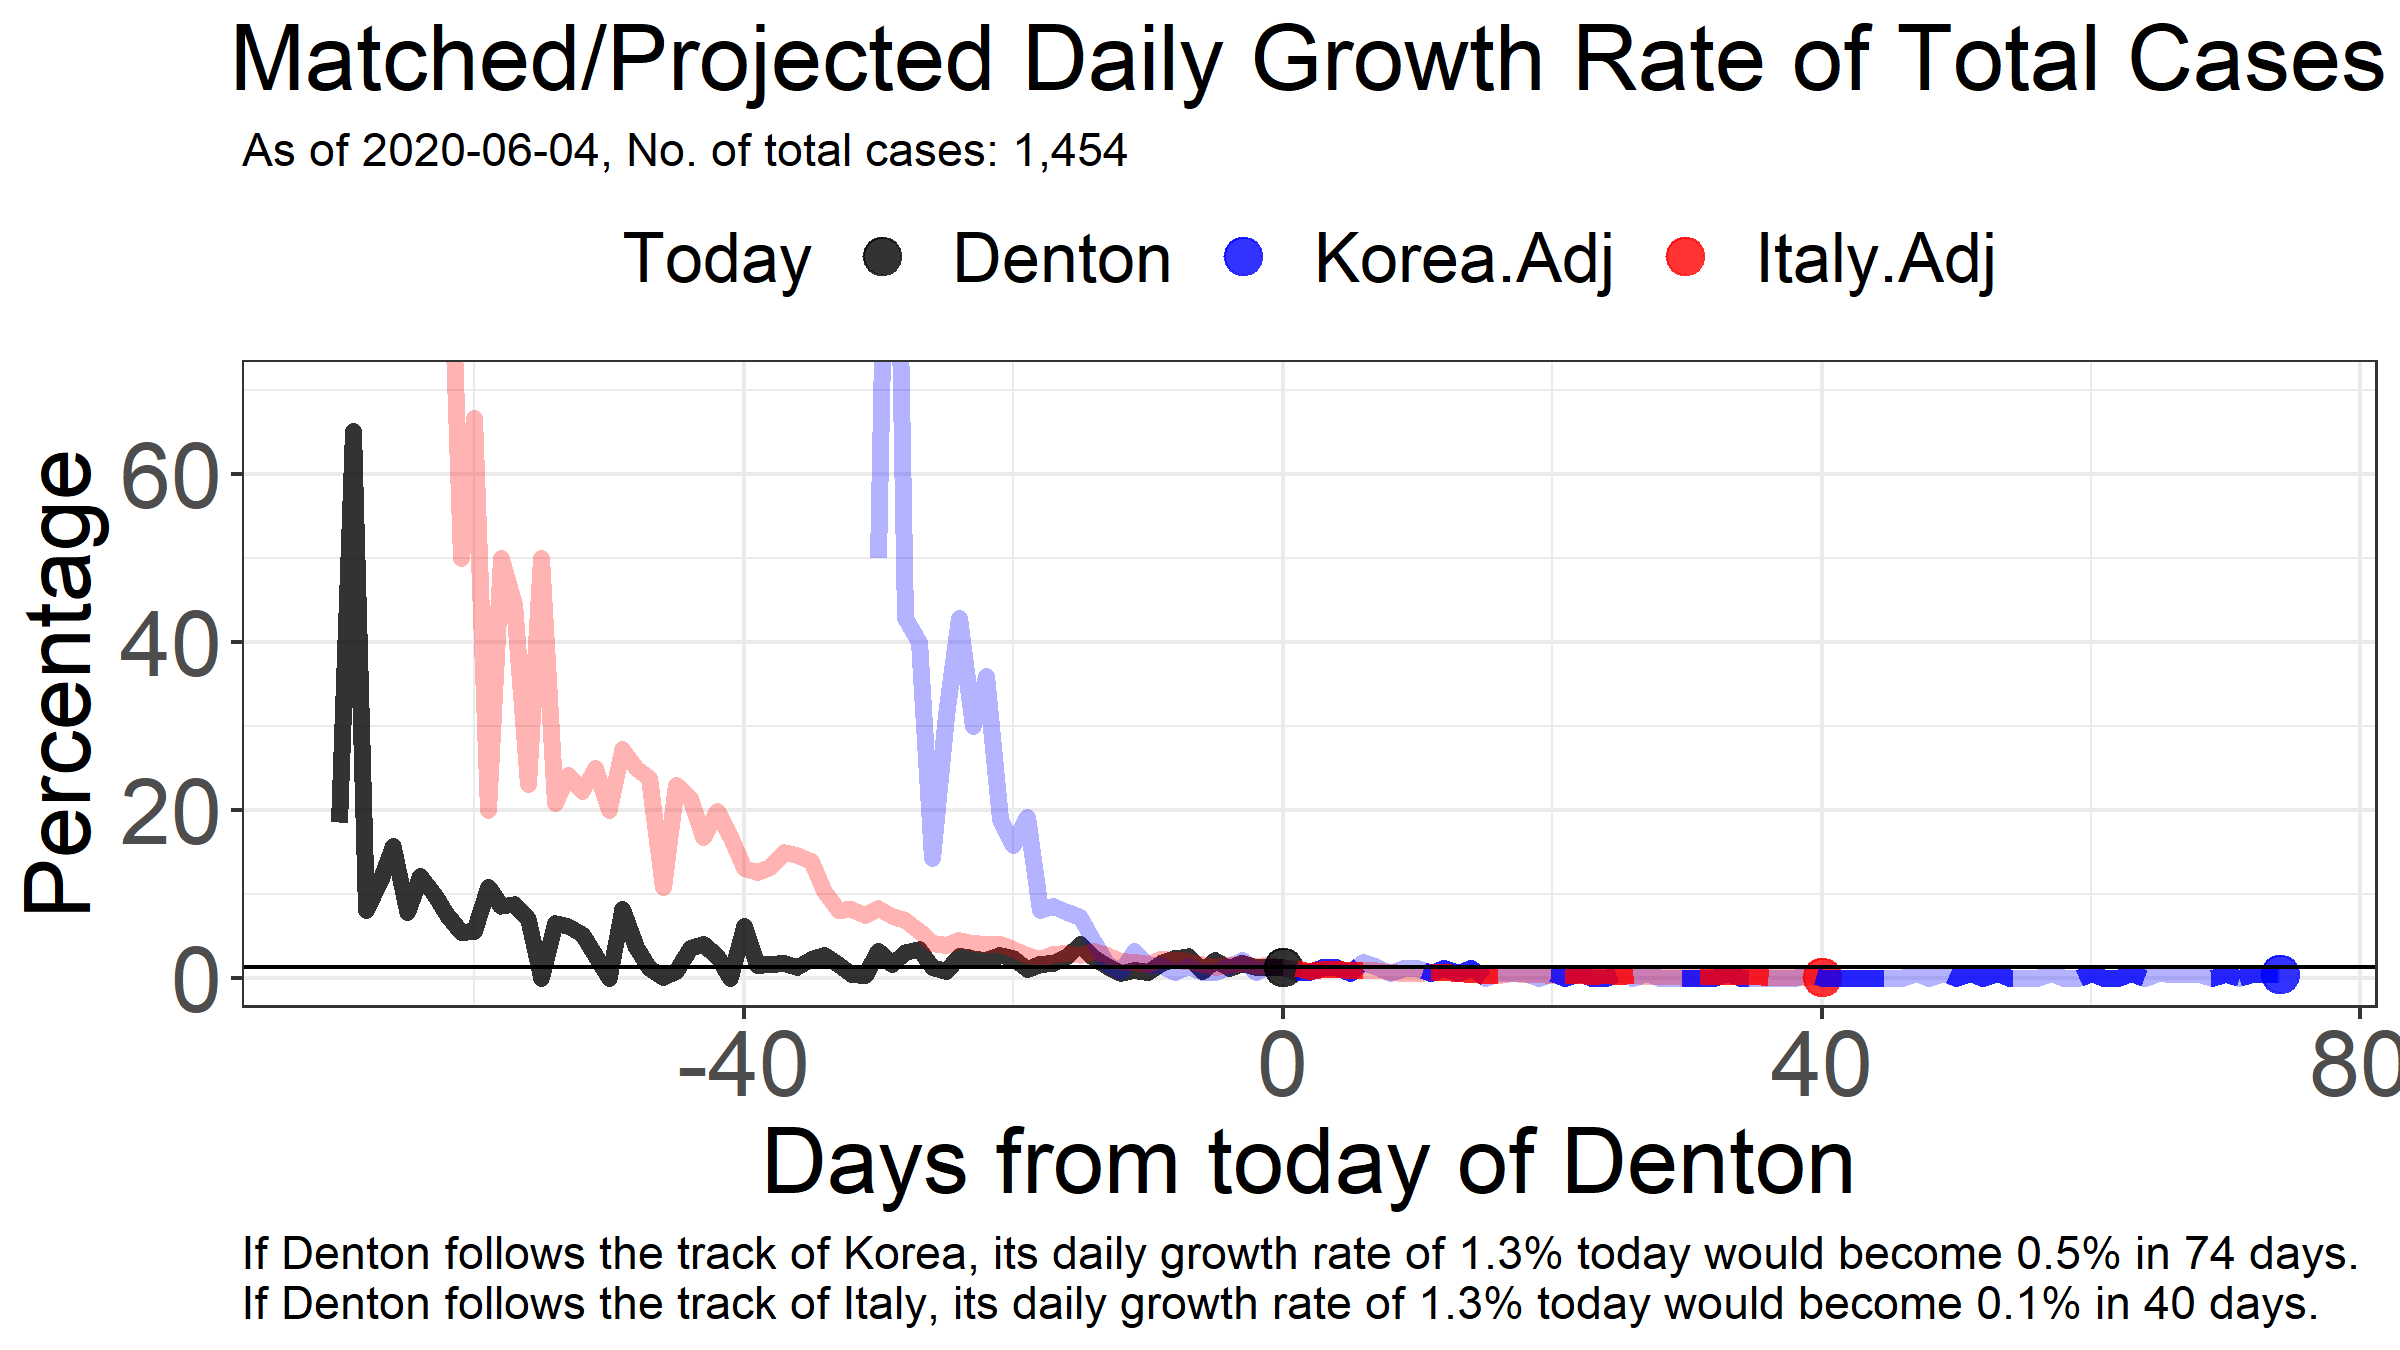 Matched/Projected Daily Growth Rate of Total Cases
As of 2020-06-04, No. of total cases: 1,454
Today Denton Korea.Adj Italy.Adj
Percentage
60
40
20
0
-40 0 40 80
Days from today of Denton
If Denton follows the track of Korea, its daily growth rate of 1.3% today would become 0.5% in 74 days.
If Denton follows the track of Italy, its daily growth rate of 1.3% today would become 0.1% in 40 days.